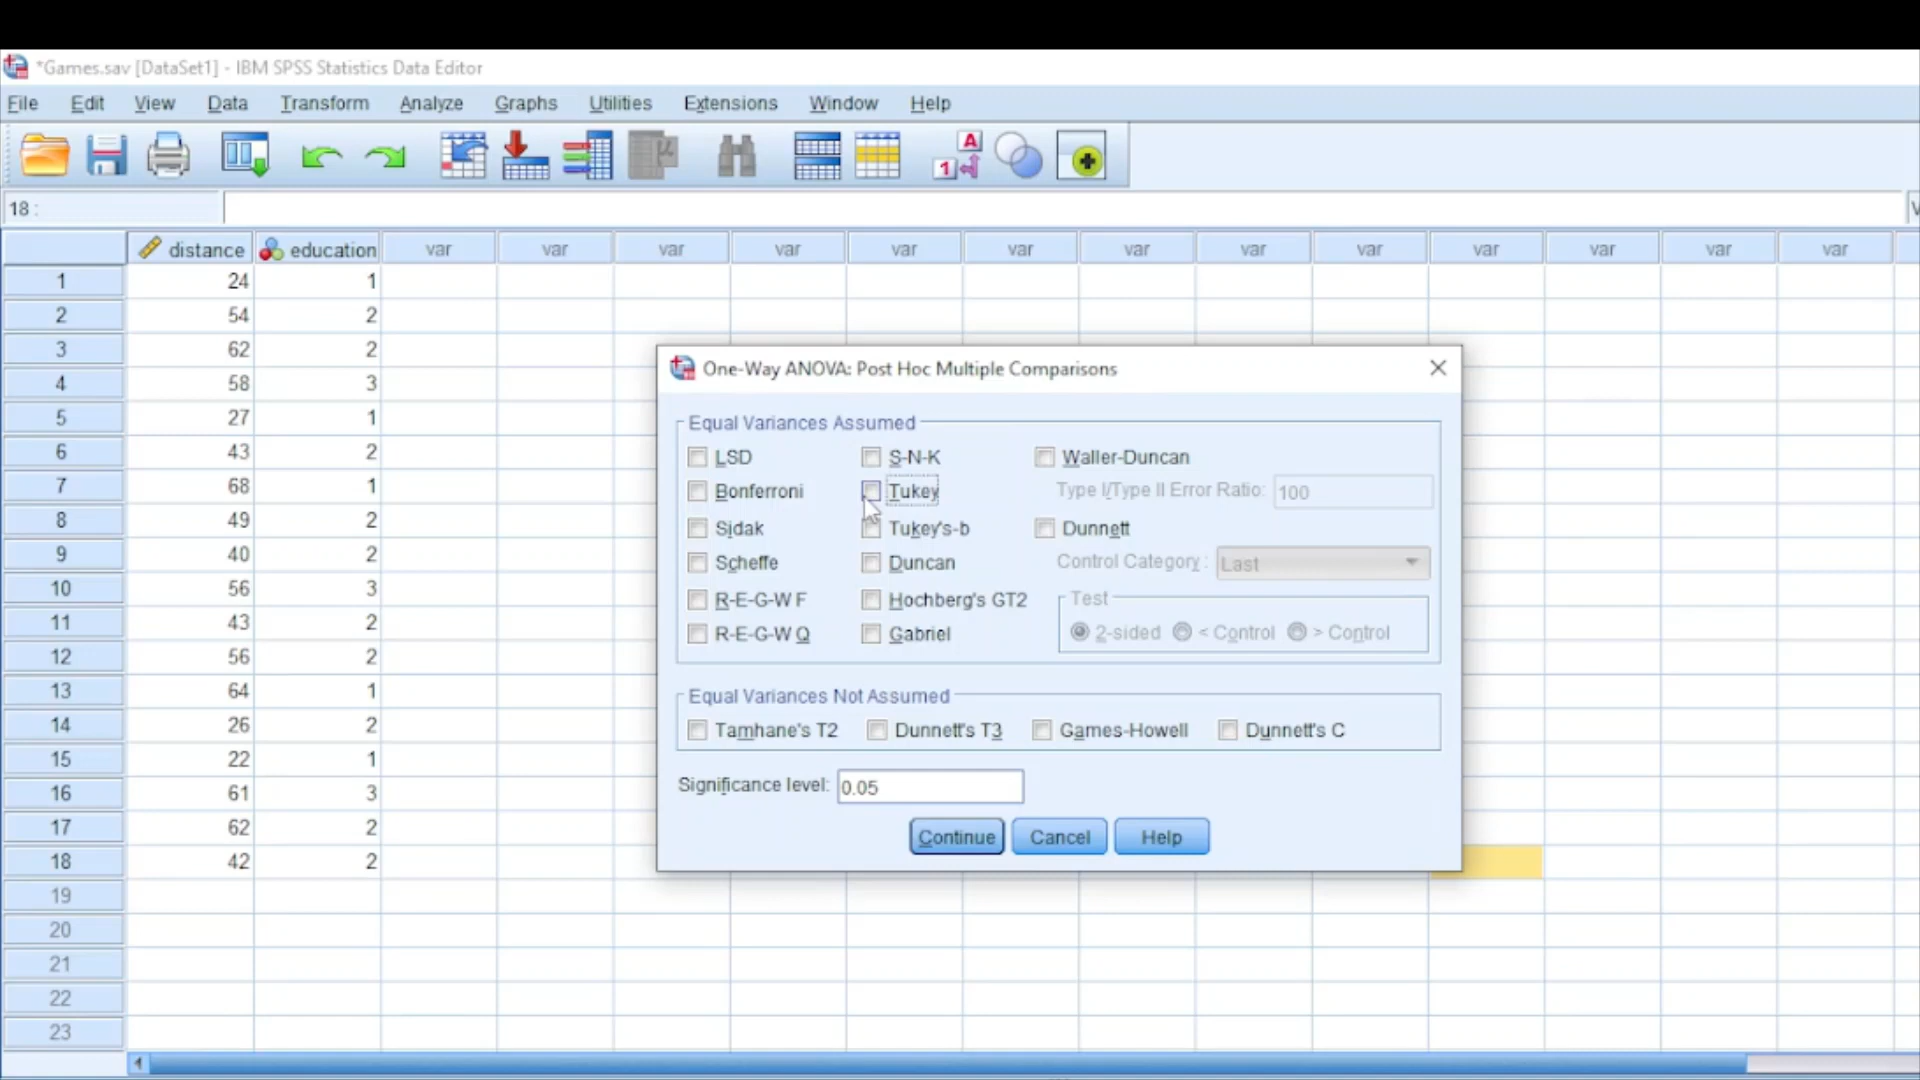 *Games.sav [DataSet1] - IBM SPSS Statistics Data Editor
File Edit View Data Transform Analyze Graphs Utilities Extensions Window Help
A
1
18 :
distance education var var var var var var var var var var var var var
1 24 1
2 54 2
3 62 2
4 58 3
5 27 1
6 43 2
7 68 1
8 49 2
9 40 2
10 56 3
11 43 2
12 56 2
13 64 1
14 26 2
15 22 1
16 61 3
17 62 2
18 42 2
19
20
21
22
23
One-Way ANOVA: Post Hoc Multiple Comparisons
Equal Variances Assumed
LSD S-N-K Waller-Duncan
Bonferroni Tukey Type I/Type II Error Ratio: 100
Sidak Tukey's-b Dunnett
Scheffe Duncan Control Category : Last
R-E-G-W F Hochberg's GT2 Test
R-E-G-W Q Gabriel 2-sided < Control > Control
Equal Variances Not Assumed
Tamhane's T2 Dunnett's T3 Games-Howell Dunnett's C
Significance level: 0.05
Continue Cancel Help